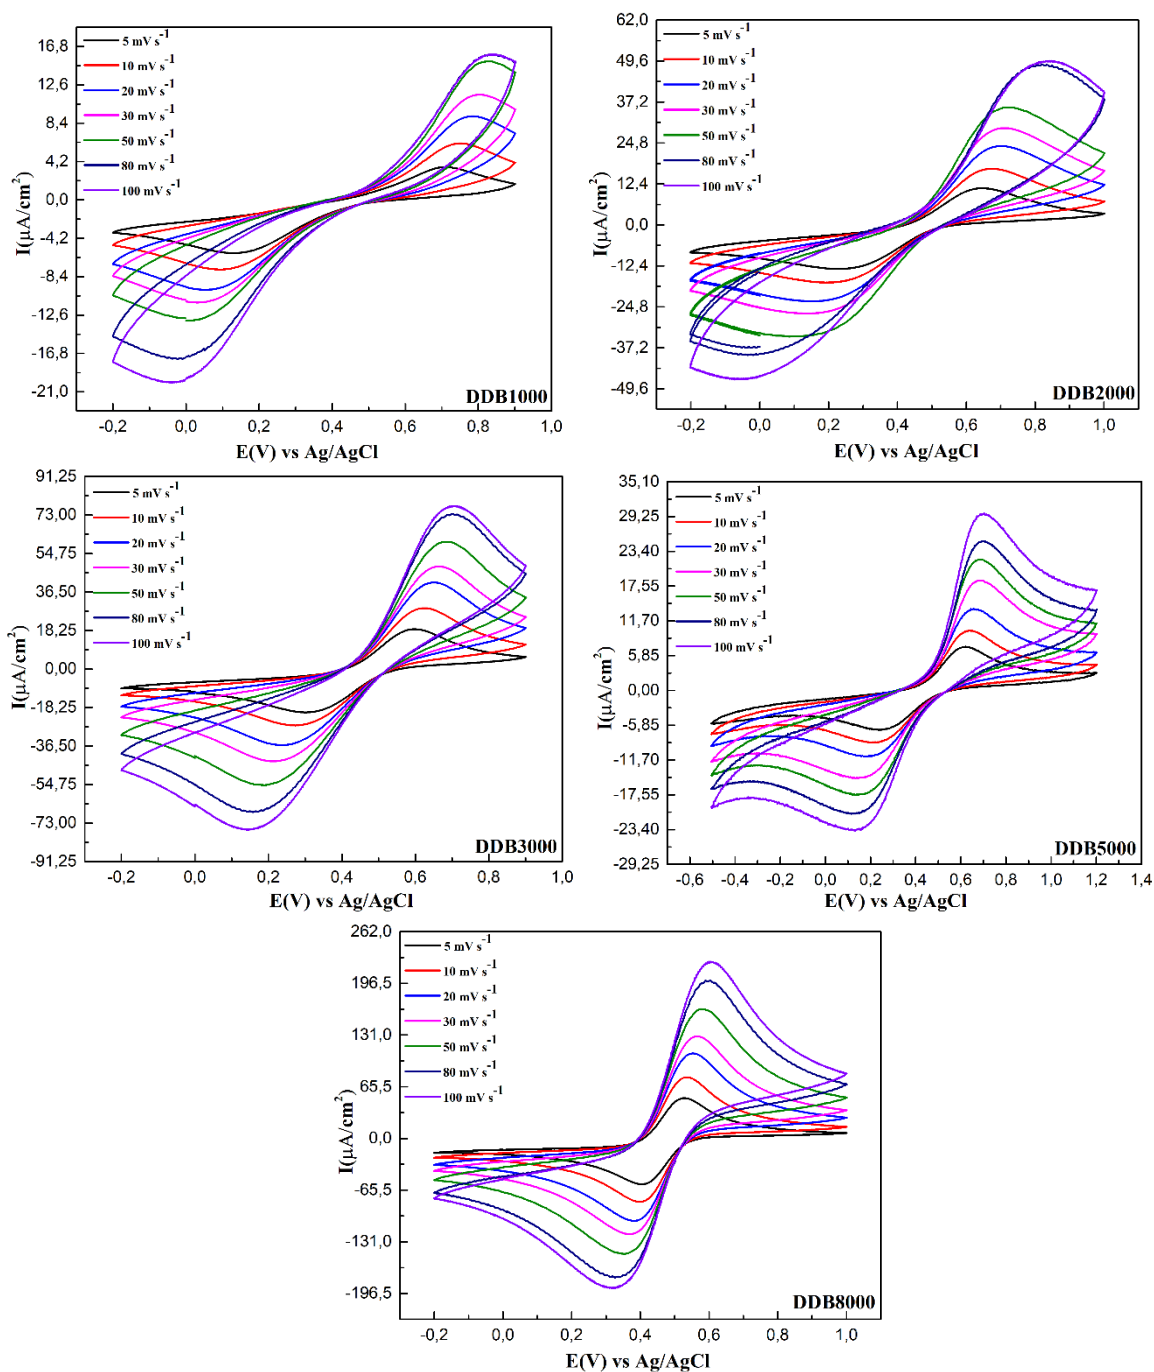 5 mV s-1
10 mV s-1
20 mV s-1
30 mV s-1
50 mV s-1
80 mV s-1
100 mV s-1
16,8
12,6
8,4
4,2
0,0
-4,2
-8,4
-12,6
-16,8
-21,0
I(μA/cm2)
-0,2 0,0 0,2 0,4 0,6 0,8 1,0
E(V) vs Ag/AgCl
DDB1000
5 mV s-1
10 mV s-1
20 mV s-1
30 mV s-1
50 mV s-1
80 mV s-1
100 mV s-1
62,0
49,6
37,2
24,8
12,4
0,0
-12,4
-24,8
-37,2
-49,6
I(μA/cm2)
-0,2 0,0 0,2 0,4 0,6 0,8 1,0
E(V) vs Ag/AgCl
DDB2000
5 mV s-1
10 mV s-1
20 mV s-1
30 mV s-1
50 mV s-1
80 mV s-1
100 mV s-1
91,25
73,00
54,75
36,50
18,25
0,00
-18,25
-36,50
-54,75
-73,00
-91,25
I(μA/cm2)
-0,2 0,0 0,2 0,4 0,6 0,8 1,0
E(V) vs Ag/AgCl
DDB3000
5 mV s-1
10 mV s-1
20 mV s-1
30 mV s-1
50 mV s-1
80 mV s-1
100 mV s-1
35,10
29,25
23,40
17,55
11,70
5,85
0,00
-5,85
-11,70
-17,55
-23,40
-29,25
I(μA/cm2)
-0,6 -0,4 -0,2 0,0 0,2 0,4 0,6 0,8 1,0 1,2 1,4
E(V) vs Ag/AgCl
DDB5000
5 mV s-1
10 mV s-1
20 mV s-1
30 mV s-1
50 mV s-1
80 mV s-1
100 mV s-1
262,0
196,5
131,0
65,5
0,0
-65,5
-131,0
-196,5
I(μA/cm2)
-0,2 0,0 0,2 0,4 0,6 0,8 1,0
E(V) vs Ag/AgCl
DDB8000